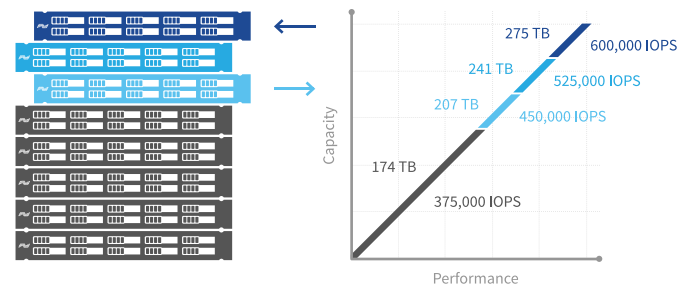 275 TB
600,000 IOPS
241 TB
525,000 IOPS
207 TB
450,000 IOPS
174 TB
375,000 IOPS
Capacity
Performance